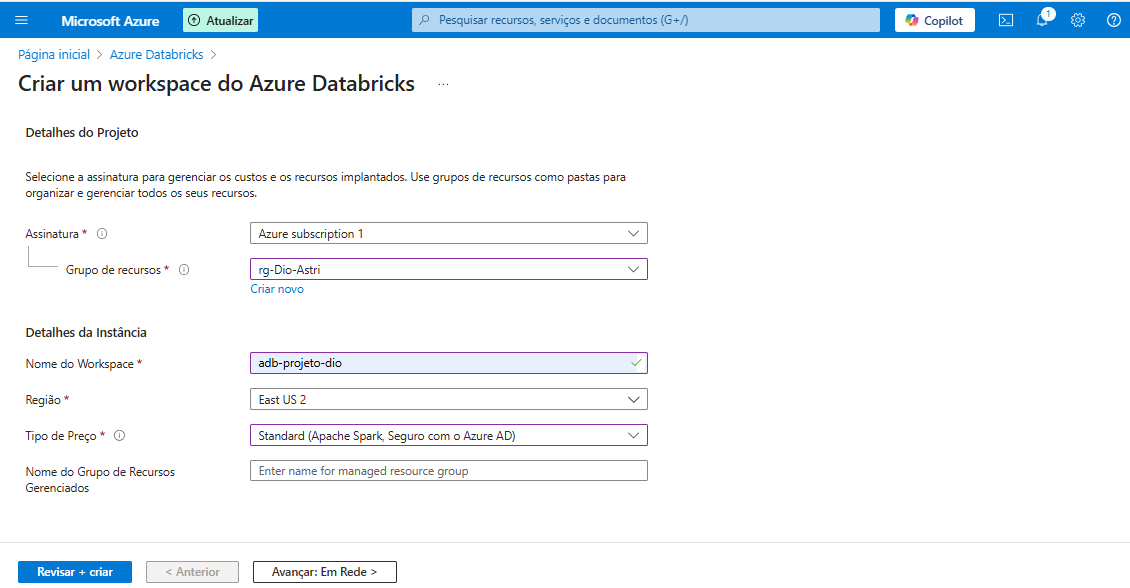 Microsoft Azure
Atualizar
Pesquisar recursos, serviços e documentos (G+/)
Copilot
1
Página inicial > Azure Databricks >
Criar um workspace do Azure Databricks ...
Detalhes do Projeto
Selecione a assinatura para gerenciar os custos e os recursos implantados. Use grupos de recursos como pastas para
organizar e gerenciar todos os seus recursos.
Assinatura *
Azure subscription 1
Grupo de recursos *
rg-Dio-Astri
Criar novo
Detalhes da Instância
Nome do Workspace *
adb-projeto-dio
Região *
East US 2
Tipo de Preço *
Standard (Apache Spark, Seguro com o Azure AD)
Nome do Grupo de Recursos
Gerenciados
Enter name for managed resource group
Revisar + criar
< Anterior
Avançar: Em Rede >